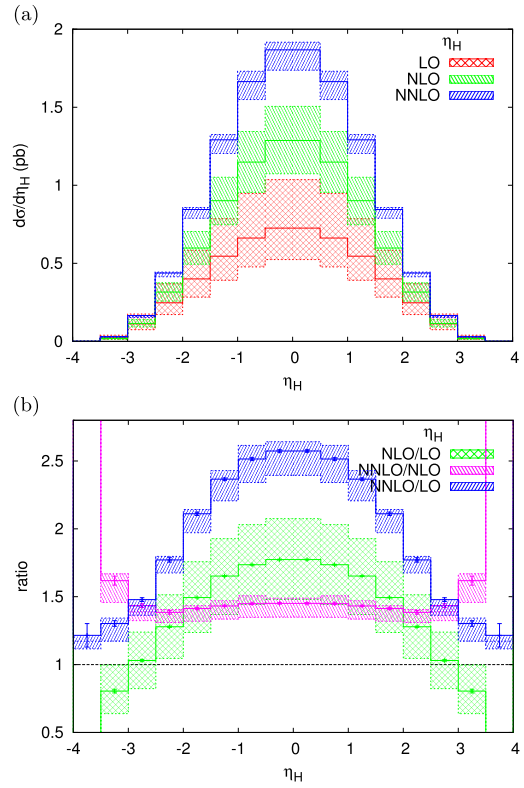 (a)
2
1.5
1
0.5
0
dσ/dη_H (pb)
η_H
LO
NLO
NNLO
-4 -3 -2 -1 0 1 2 3 4
η_H
(b)
2.5
2
1.5
1
0.5
ratio
η_H
NLO/LO
NNLO/NLO
NNLO/LO
-4 -3 -2 -1 0 1 2 3 4
η_H